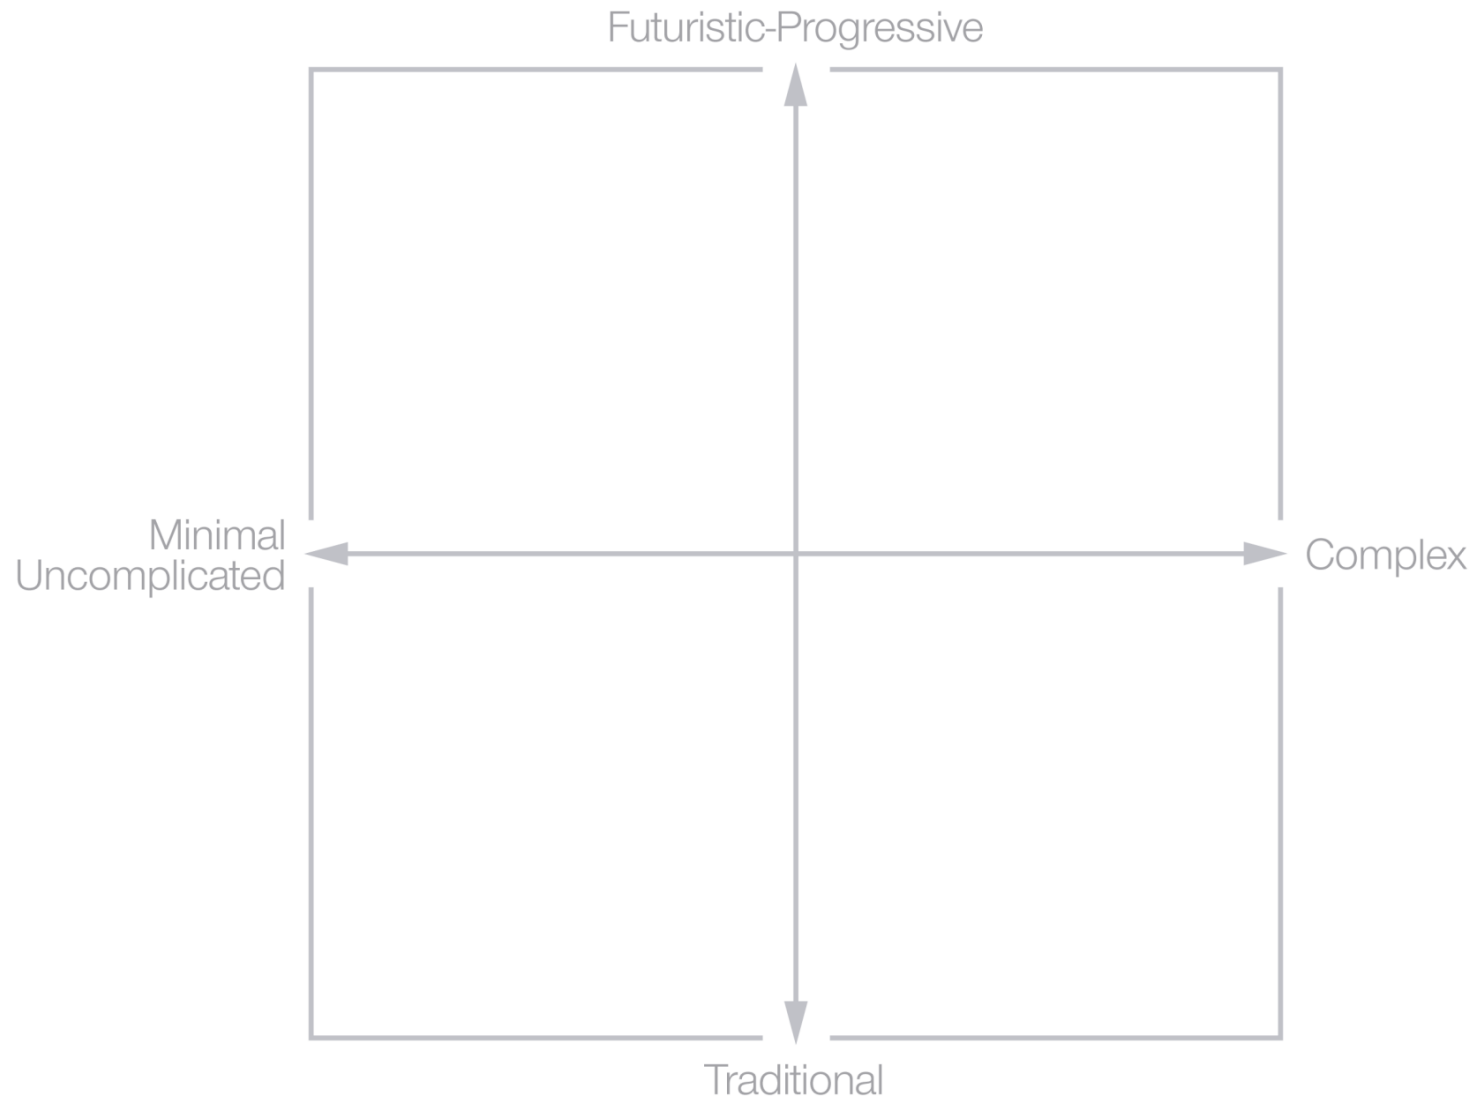 Futuristic-Progressive
Minimal
Uncomplicated
Complex
Traditional